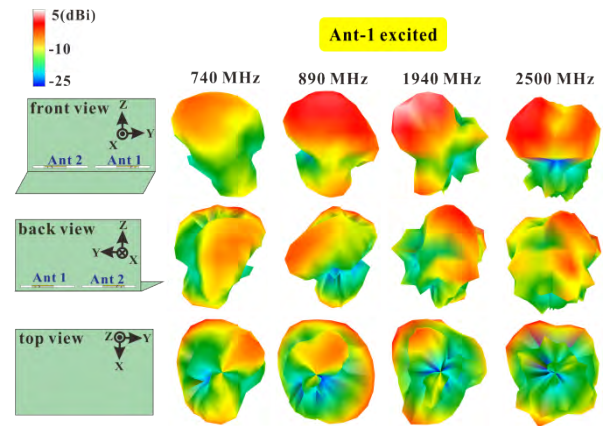 5(dBi)
-10
-25
Ant-1 excited
740 MHz 890 MHz 1940 MHz 2500 MHz
front view
Z
Y
X
Ant 2 Ant 1
back view
Z
Y
X
Ant 1 Ant 2
top view
Z Y
X